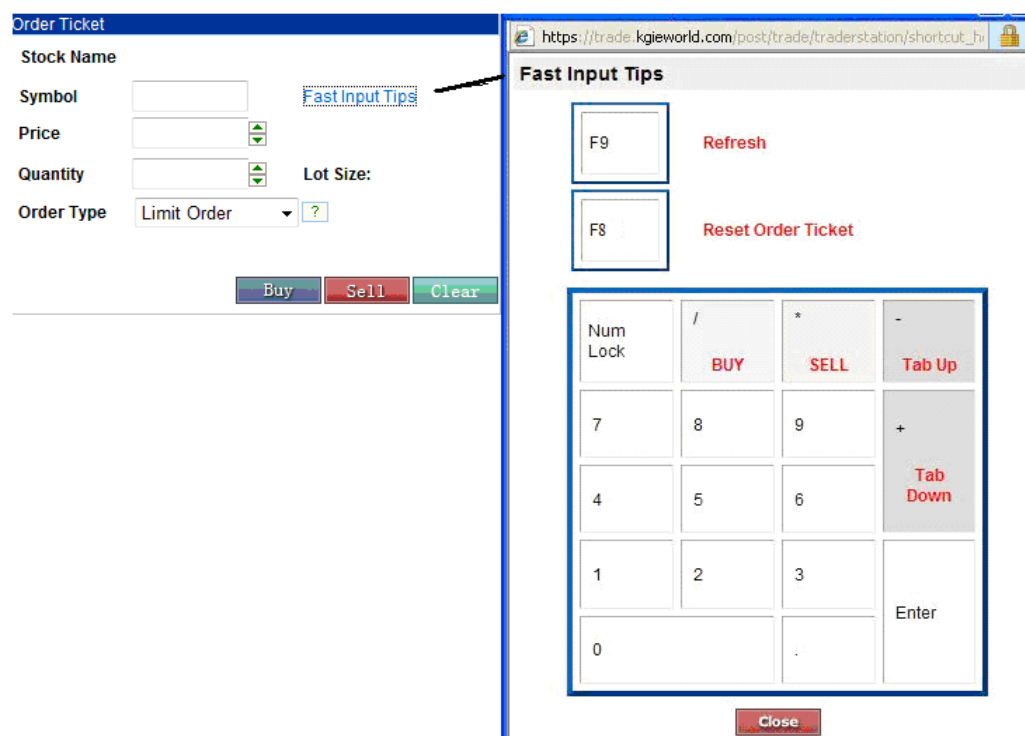 Order Ticket
Stock Name
Symbol
Fast Input Tips
Price
Quantity
Lot Size:
Order Type
Limit Order
?
Buy
Sell
Clear
https://trade.kgieworld.com/post/trade/traderstation/shortcut_h
Fast Input Tips
F9
Refresh
F8
Reset Order Ticket
Num
Lock
/
BUY
*
SELL
-
Tab Up
7
8
9
+
Tab
Down
4
5
6
1
2
3
Enter
0
.
Close